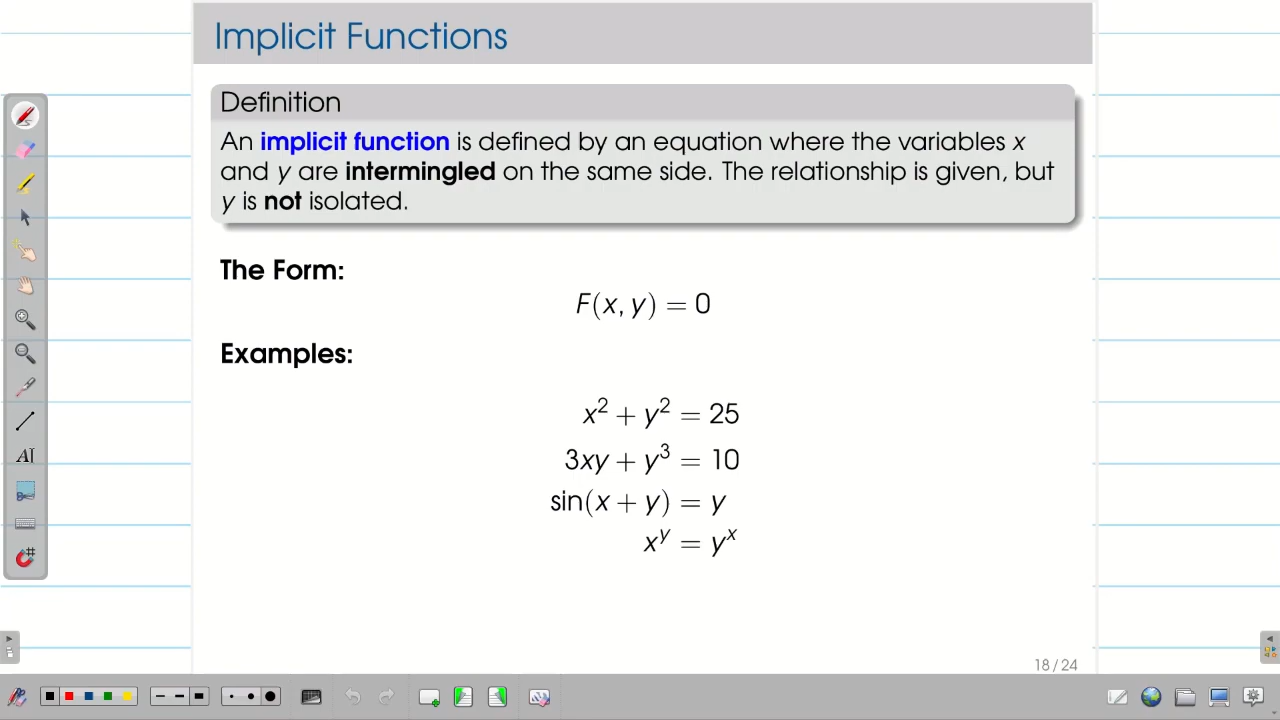 Implicit Functions
Definition
An implicit function is defined by an equation where the variables x
and y are intermingled on the same side. The relationship is given, but
y is not isolated.
The Form:
F(x, y) = 0
Examples:
x² + y² = 25
3xy + y³ = 10
sin(x + y) = y
x^y = y^x
18 / 24
AI